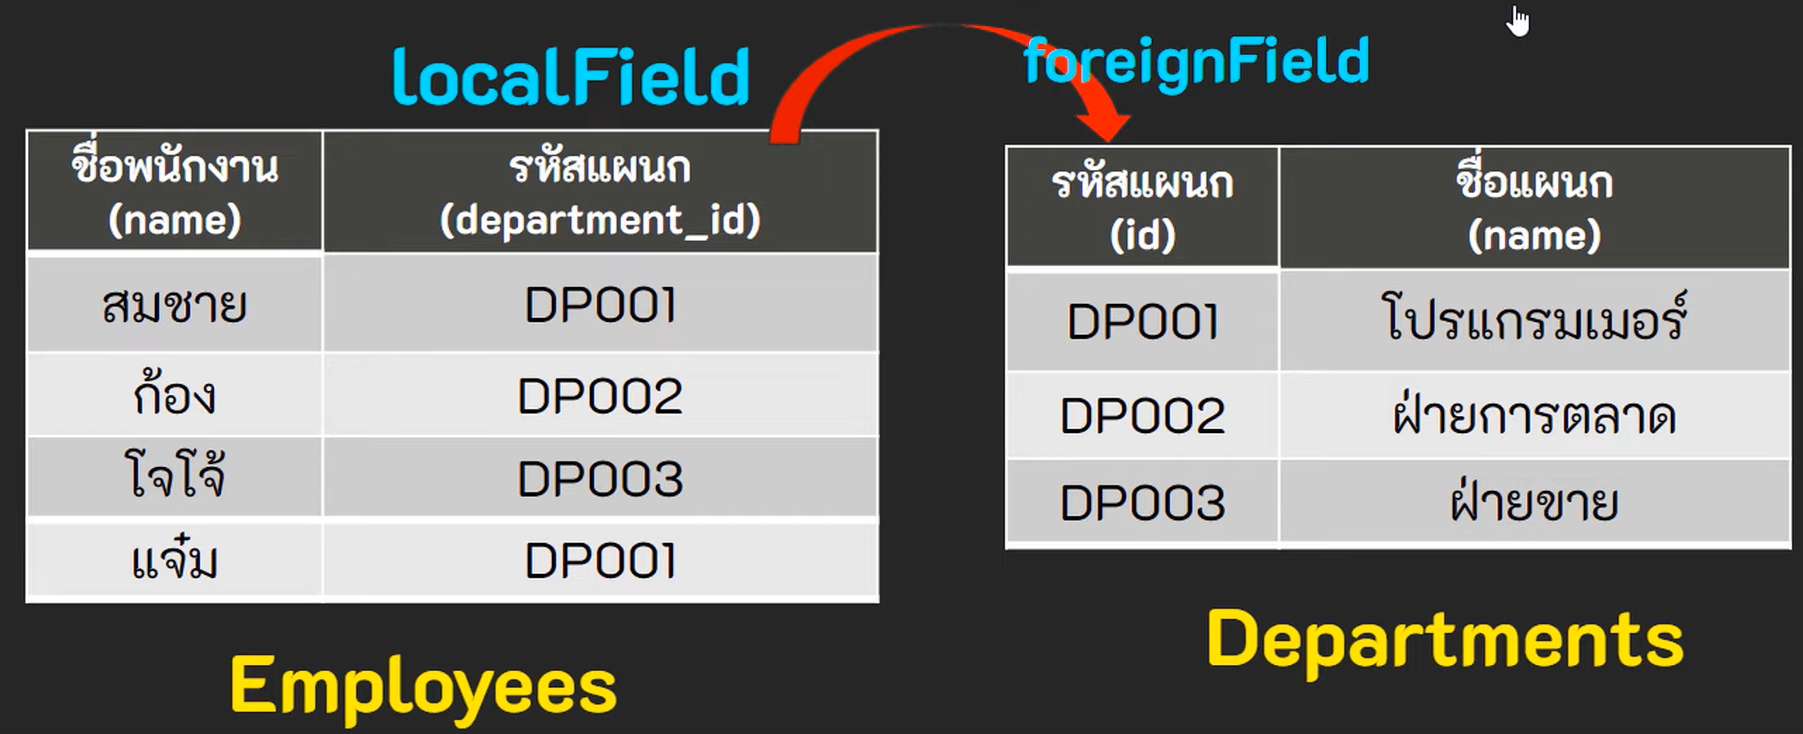 localField
foreignField
ชื่อพนักงาน
(name)
รหัสแผนก
(department_id)
สมชาย
DP001
ก้อง
DP002
โจโจ้
DP003
แจ๋ม
DP001
Employees
รหัสแผนก
(id)
ชื่อแผนก
(name)
DP001
โปรแกรมเมอร์
DP002
ฝ่ายการตลาด
DP003
ฝ่ายขาย
Departments